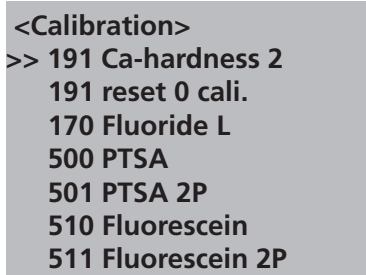 <Calibration>
>> 191 Ca-hardness 2
191 reset 0 cali.
170 Fluoride L
500 PTSA
501 PTSA 2P
510 Fluorescein
511 Fluorescein 2P